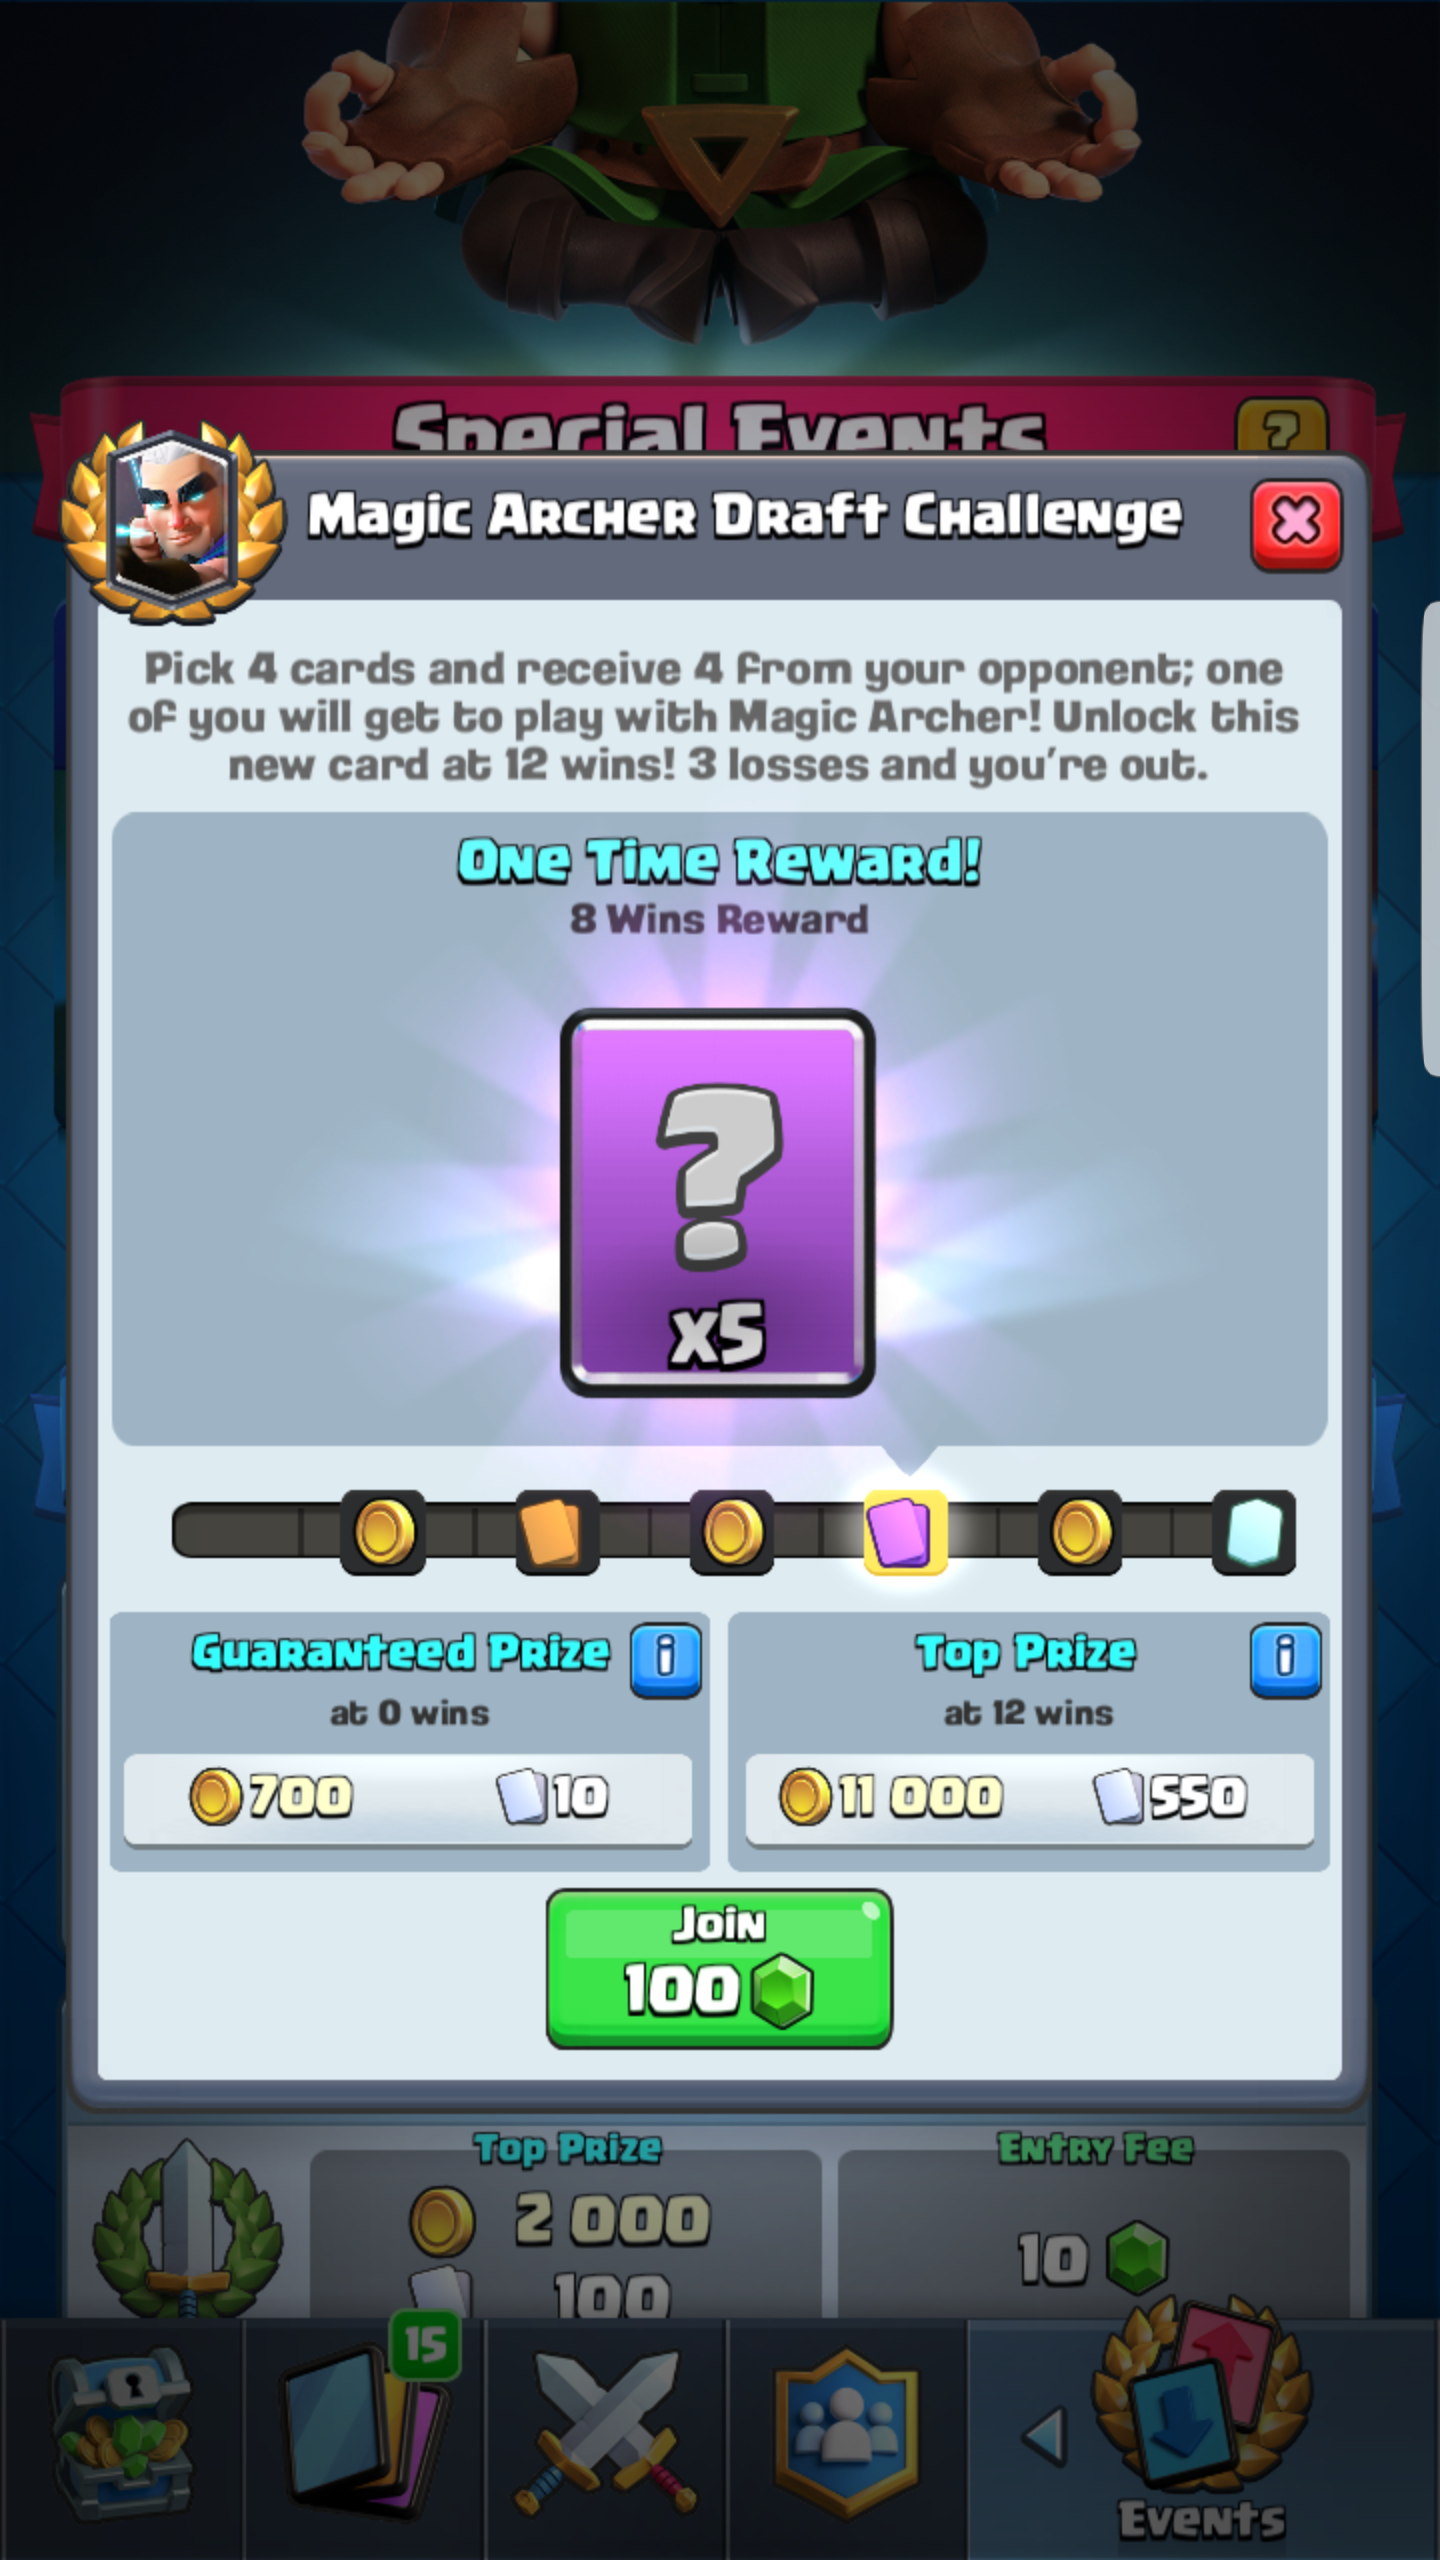 Special Events
?
Magic Archer Draft Challenge
Pick 4 cards and receive 4 from your opponent; one
of you will get to play with Magic Archer! Unlock this
new card at 12 wins! 3 losses and you're out.
One Time Reward!
8 Wins Reward
?
x5
Guaranteed Prize
i
at 0 wins
700
10
Top Prize
i
at 12 wins
11 000
550
Join
100
Top Prize
2 000
100
Entry Fee
10
15
Events